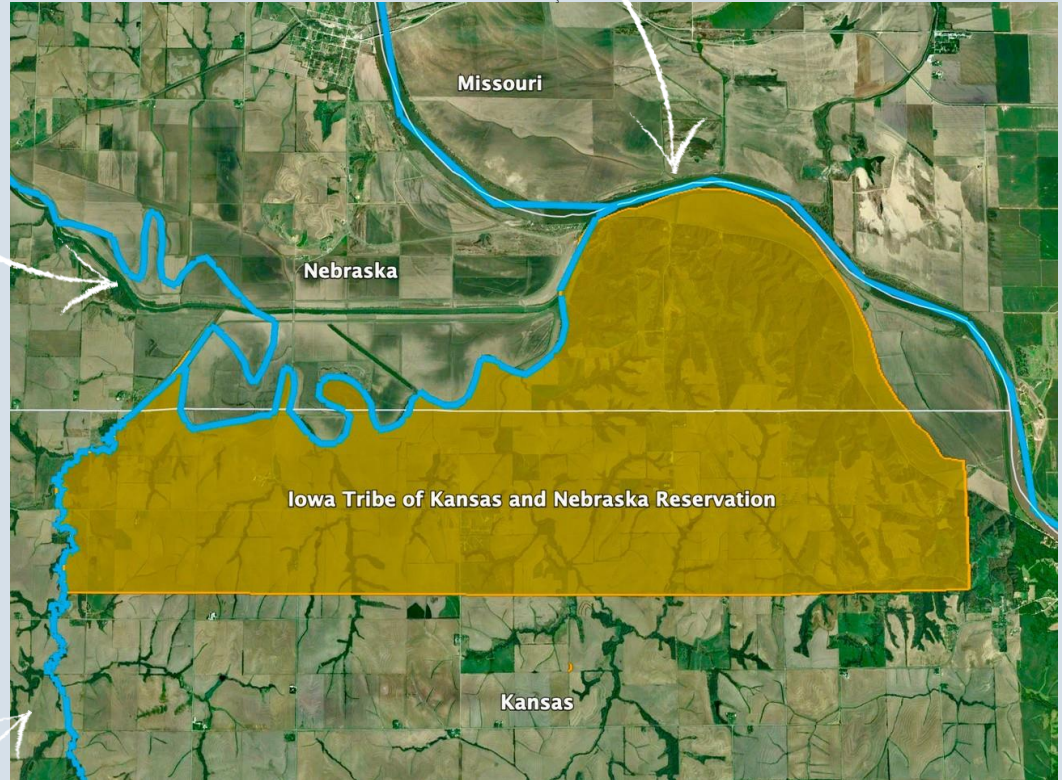 Missouri
Nebraska
Iowa Tribe of Kansas and Nebraska Reservation
Kansas